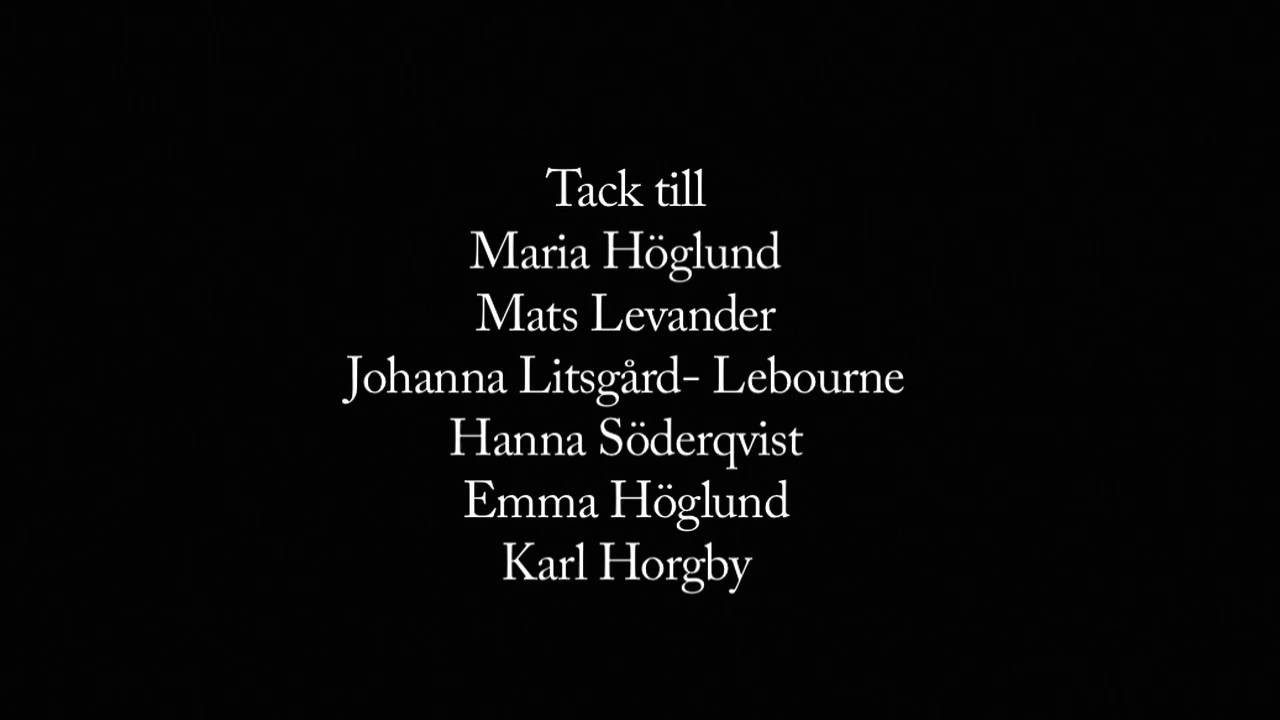 Tack till
Maria Höglund
Mats Levander
Johanna Litsgård- Lebourne
Hanna Söderqvist
Emma Höglund
Karl Horgby